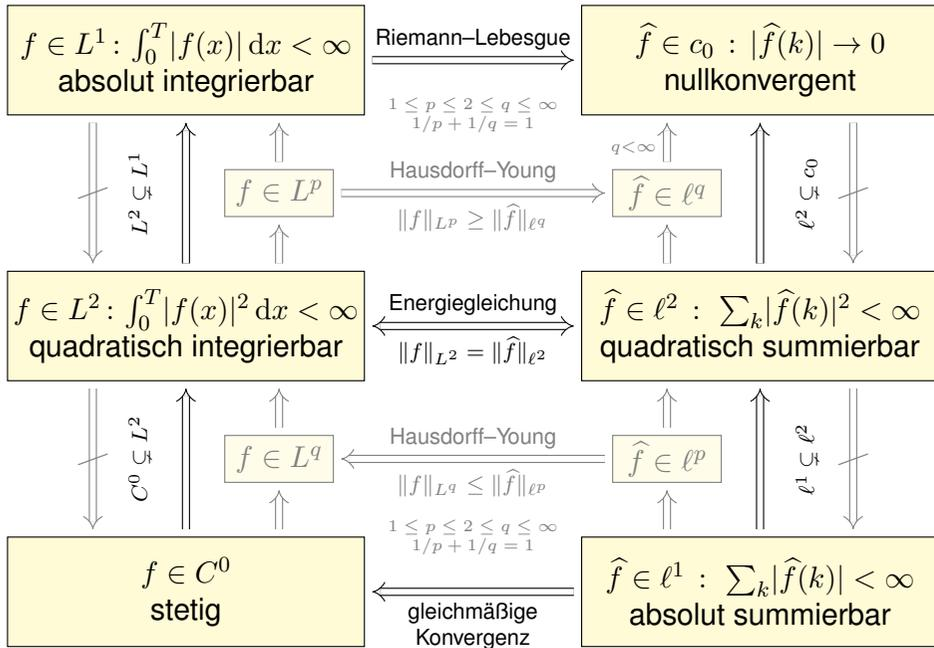 f ∈ L¹ : ∫₀ᵀ |f(x)| dx < ∞
absolut integrierbar
Riemann–Lebesgue
f̂ ∈ c₀ : |f̂(k)| → 0
nullkonvergent
1 ≤ p ≤ 2 ≤ q ≤ ∞
1/p + 1/q = 1
L² ⊊ L¹
f ∈ Lᵖ
Hausdorff–Young
‖f‖_{Lᵖ} ≥ ‖f̂‖_{ℓ^q}
q<∞
f̂ ∈ ℓ^q
ℓ² ⊊ c₀
f ∈ L² : ∫₀ᵀ |f(x)|² dx < ∞
quadratisch integrierbar
Energiegleichung
‖f‖_{L²} = ‖f̂‖_{ℓ²}
f̂ ∈ ℓ² : ∑ₖ|f̂(k)|² < ∞
quadratisch summierbar
C⁰ ⊊ L²
f ∈ L^q
Hausdorff–Young
‖f‖_{L^q} ≤ ‖f̂‖_{ℓᵖ}
1 ≤ p ≤ 2 ≤ q ≤ ∞
1/p + 1/q = 1
f̂ ∈ ℓᵖ
ℓ¹ ⊊ ℓ²
f ∈ C⁰
stetig
gleichmäßige
Konvergenz
f̂ ∈ ℓ¹ : ∑ₖ|f̂(k)| < ∞
absolut summierbar